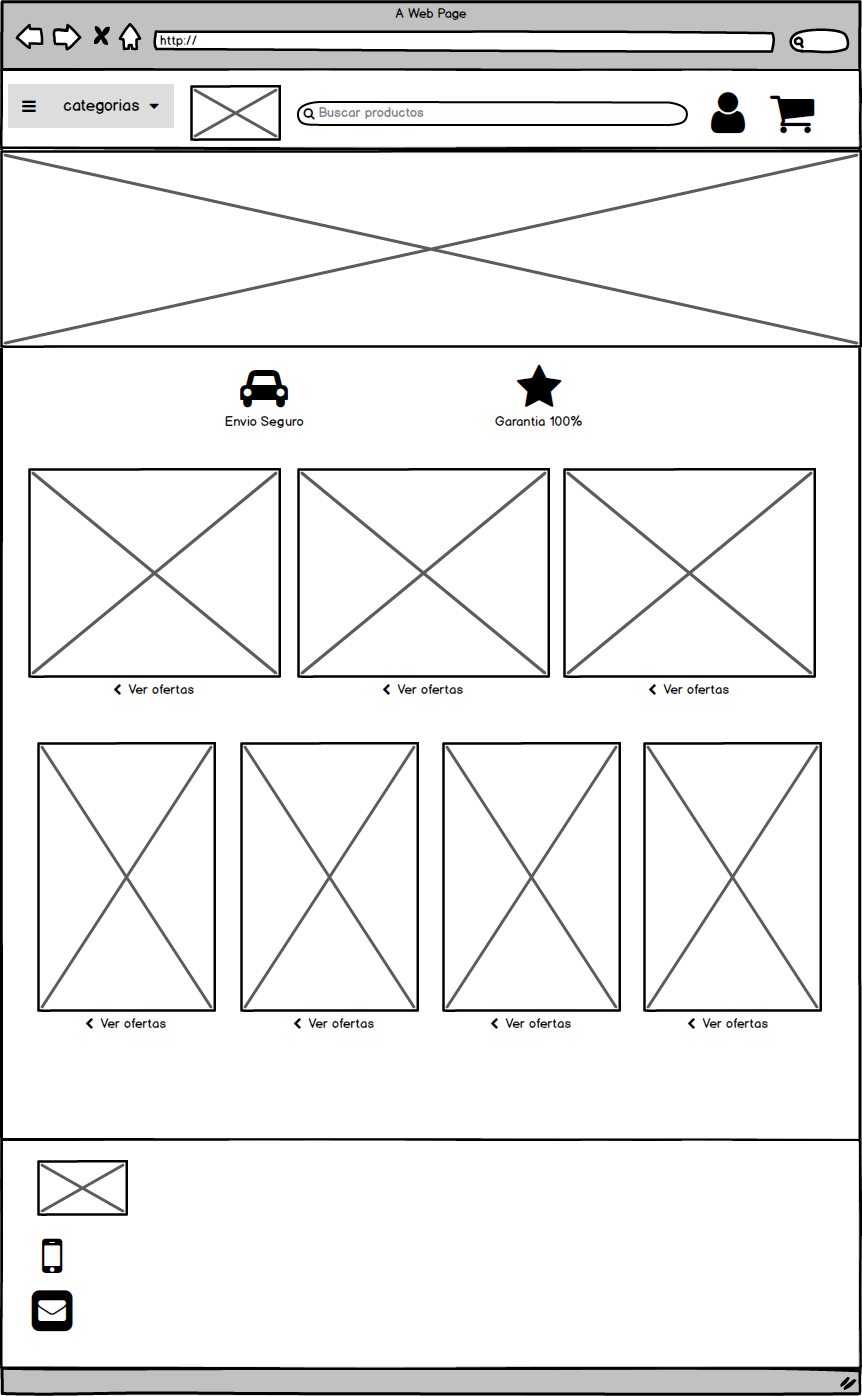 A Web Page
http://
categorias
Buscar productos
Envio Seguro
Garantia 100%
Ver ofertas
Ver ofertas
Ver ofertas
Ver ofertas
Ver ofertas
Ver ofertas
Ver ofertas